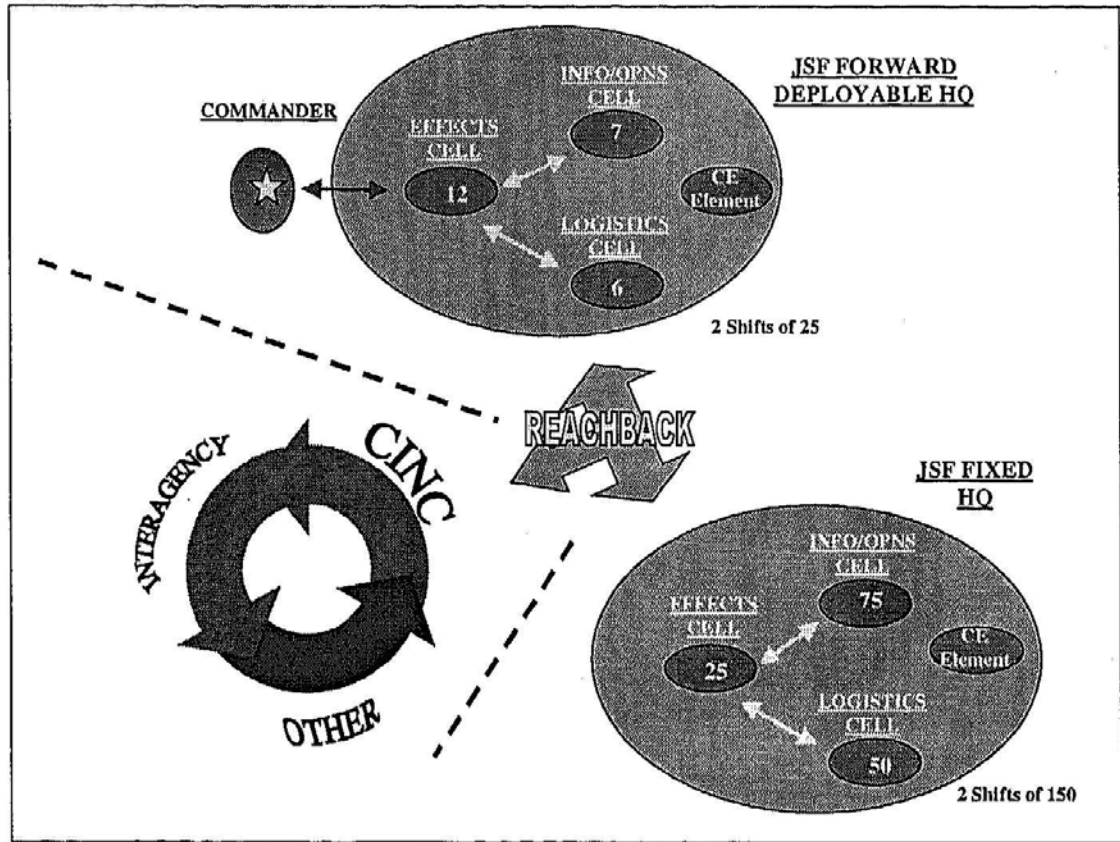 JSF FORWARD
DEPLOYABLE HQ
COMMANDER
INFO/OPNS
CELL
7
EFFECTS
CELL
12
CE
Element
LOGISTICS
CELL
6
2 Shifts of 25
REACHBACK
INTERAGENCY
CINC
OTHER
JSF FIXED
HQ
INFO/OPNS
CELL
75
EFFECTS
CELL
25
CE
Element
LOGISTICS
CELL
50
2 Shifts of 150